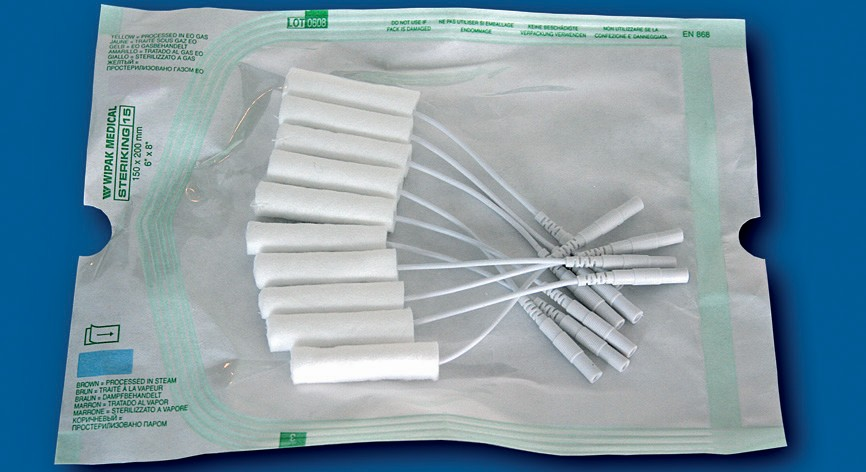 YELLOW = PROCESSED IN EO GAS
JAUNE = TRAITÉ SOUS GAZ EO
GELB = EO GASBEHANDELT
AMARILLO = TRATADO AL GAS EO
GIALLO = STERILIZZATO A GAS
ЖЕЛТЫЙ =
ПРОСТЕРИЛИЗОВАНО ГАЗОМ EO
LOT 0608
DO NOT USE IF
PACK IS DAMAGED
NE PAS UTILISER SI EMBALLAGE
ENDOMAGE
KEINE BESCHÄDIGTE
VERPACKUNG VERWENDEN
NON UTILIZZARE SE LA
CONFEZIONE È DANNEGGIATA
EN 868
WIPAK MEDICAL
STERIKING 15
150 x 200 mm
6" x 8"
BROWN = PROCESSED IN STEAM
BRUN = TRAITÉ À LA VAPEUR
BRAUN = DAMPFBEHANDELT
MARRON = TRATADO AL VAPOR
MARRONE = STERILIZZATO A VAPORE
КОРИЧНЕВЫЙ =
ПРОСТЕРИЛИЗОВАНО ПАРОМ